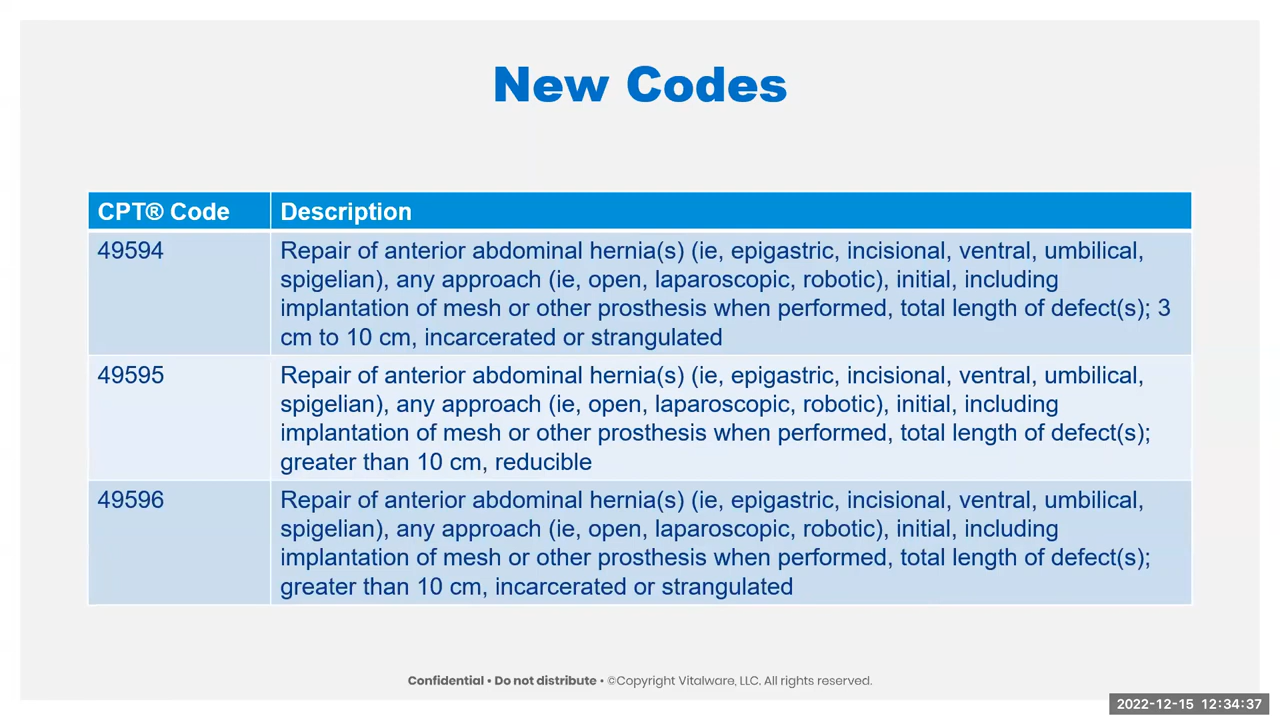 New Codes
CPT® Code Description
49594 Repair of anterior abdominal hernia(s) (ie, epigastric, incisional, ventral, umbilical,
spigelian), any approach (ie, open, laparoscopic, robotic), initial, including
implantation of mesh or other prosthesis when performed, total length of defect(s); 3
cm to 10 cm, incarcerated or strangulated
49595 Repair of anterior abdominal hernia(s) (ie, epigastric, incisional, ventral, umbilical,
spigelian), any approach (ie, open, laparoscopic, robotic), initial, including
implantation of mesh or other prosthesis when performed, total length of defect(s);
greater than 10 cm, reducible
49596 Repair of anterior abdominal hernia(s) (ie, epigastric, incisional, ventral, umbilical,
spigelian), any approach (ie, open, laparoscopic, robotic), initial, including
implantation of mesh or other prosthesis when performed, total length of defect(s);
greater than 10 cm, incarcerated or strangulated
Confidential • Do not distribute • ©Copyright Vitalware, LLC. All rights reserved.
2022-12-15 12:34:37